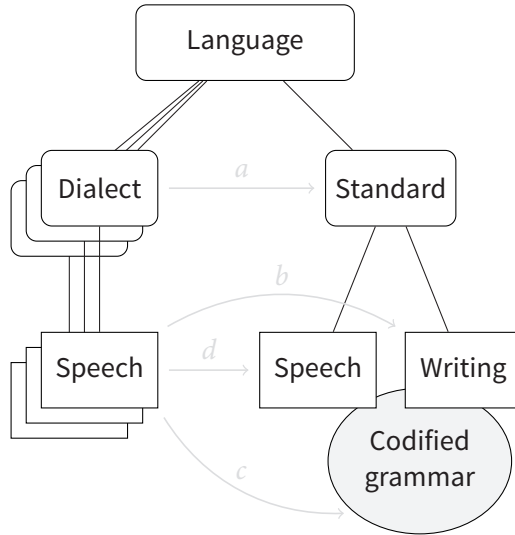 Language
Dialect
a
Standard
b
Speech
d
Speech
Writing
c
Codified
grammar